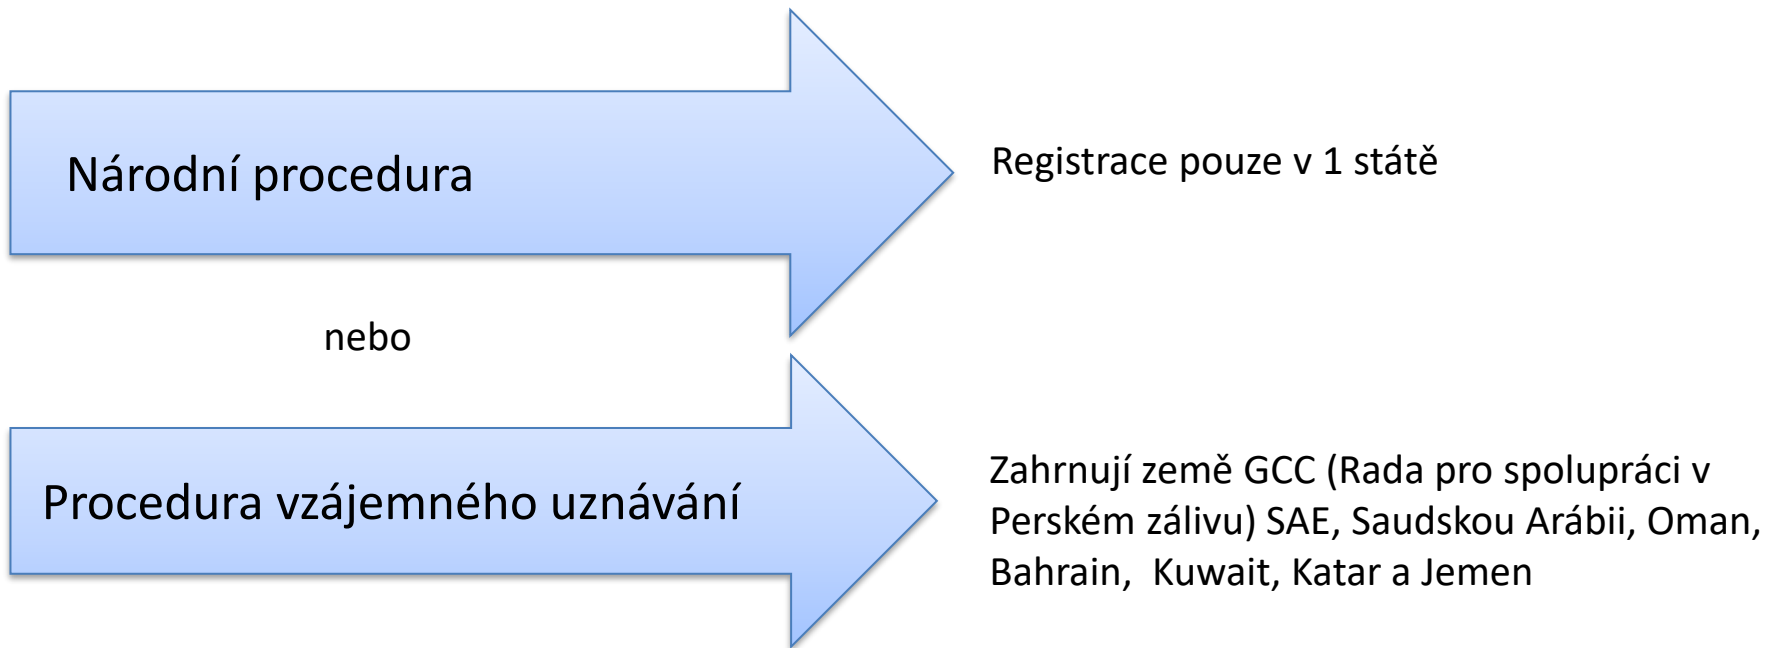 Národní procedura
Registrace pouze v 1 státě
nebo
Procedura vzájemného uznávání
Zahrnují země GCC (Rada pro spolupráci v
Perském zálivu) SAE, Saudskou Arábii, Oman,
Bahrain,  Kuwait, Katar a Jemen